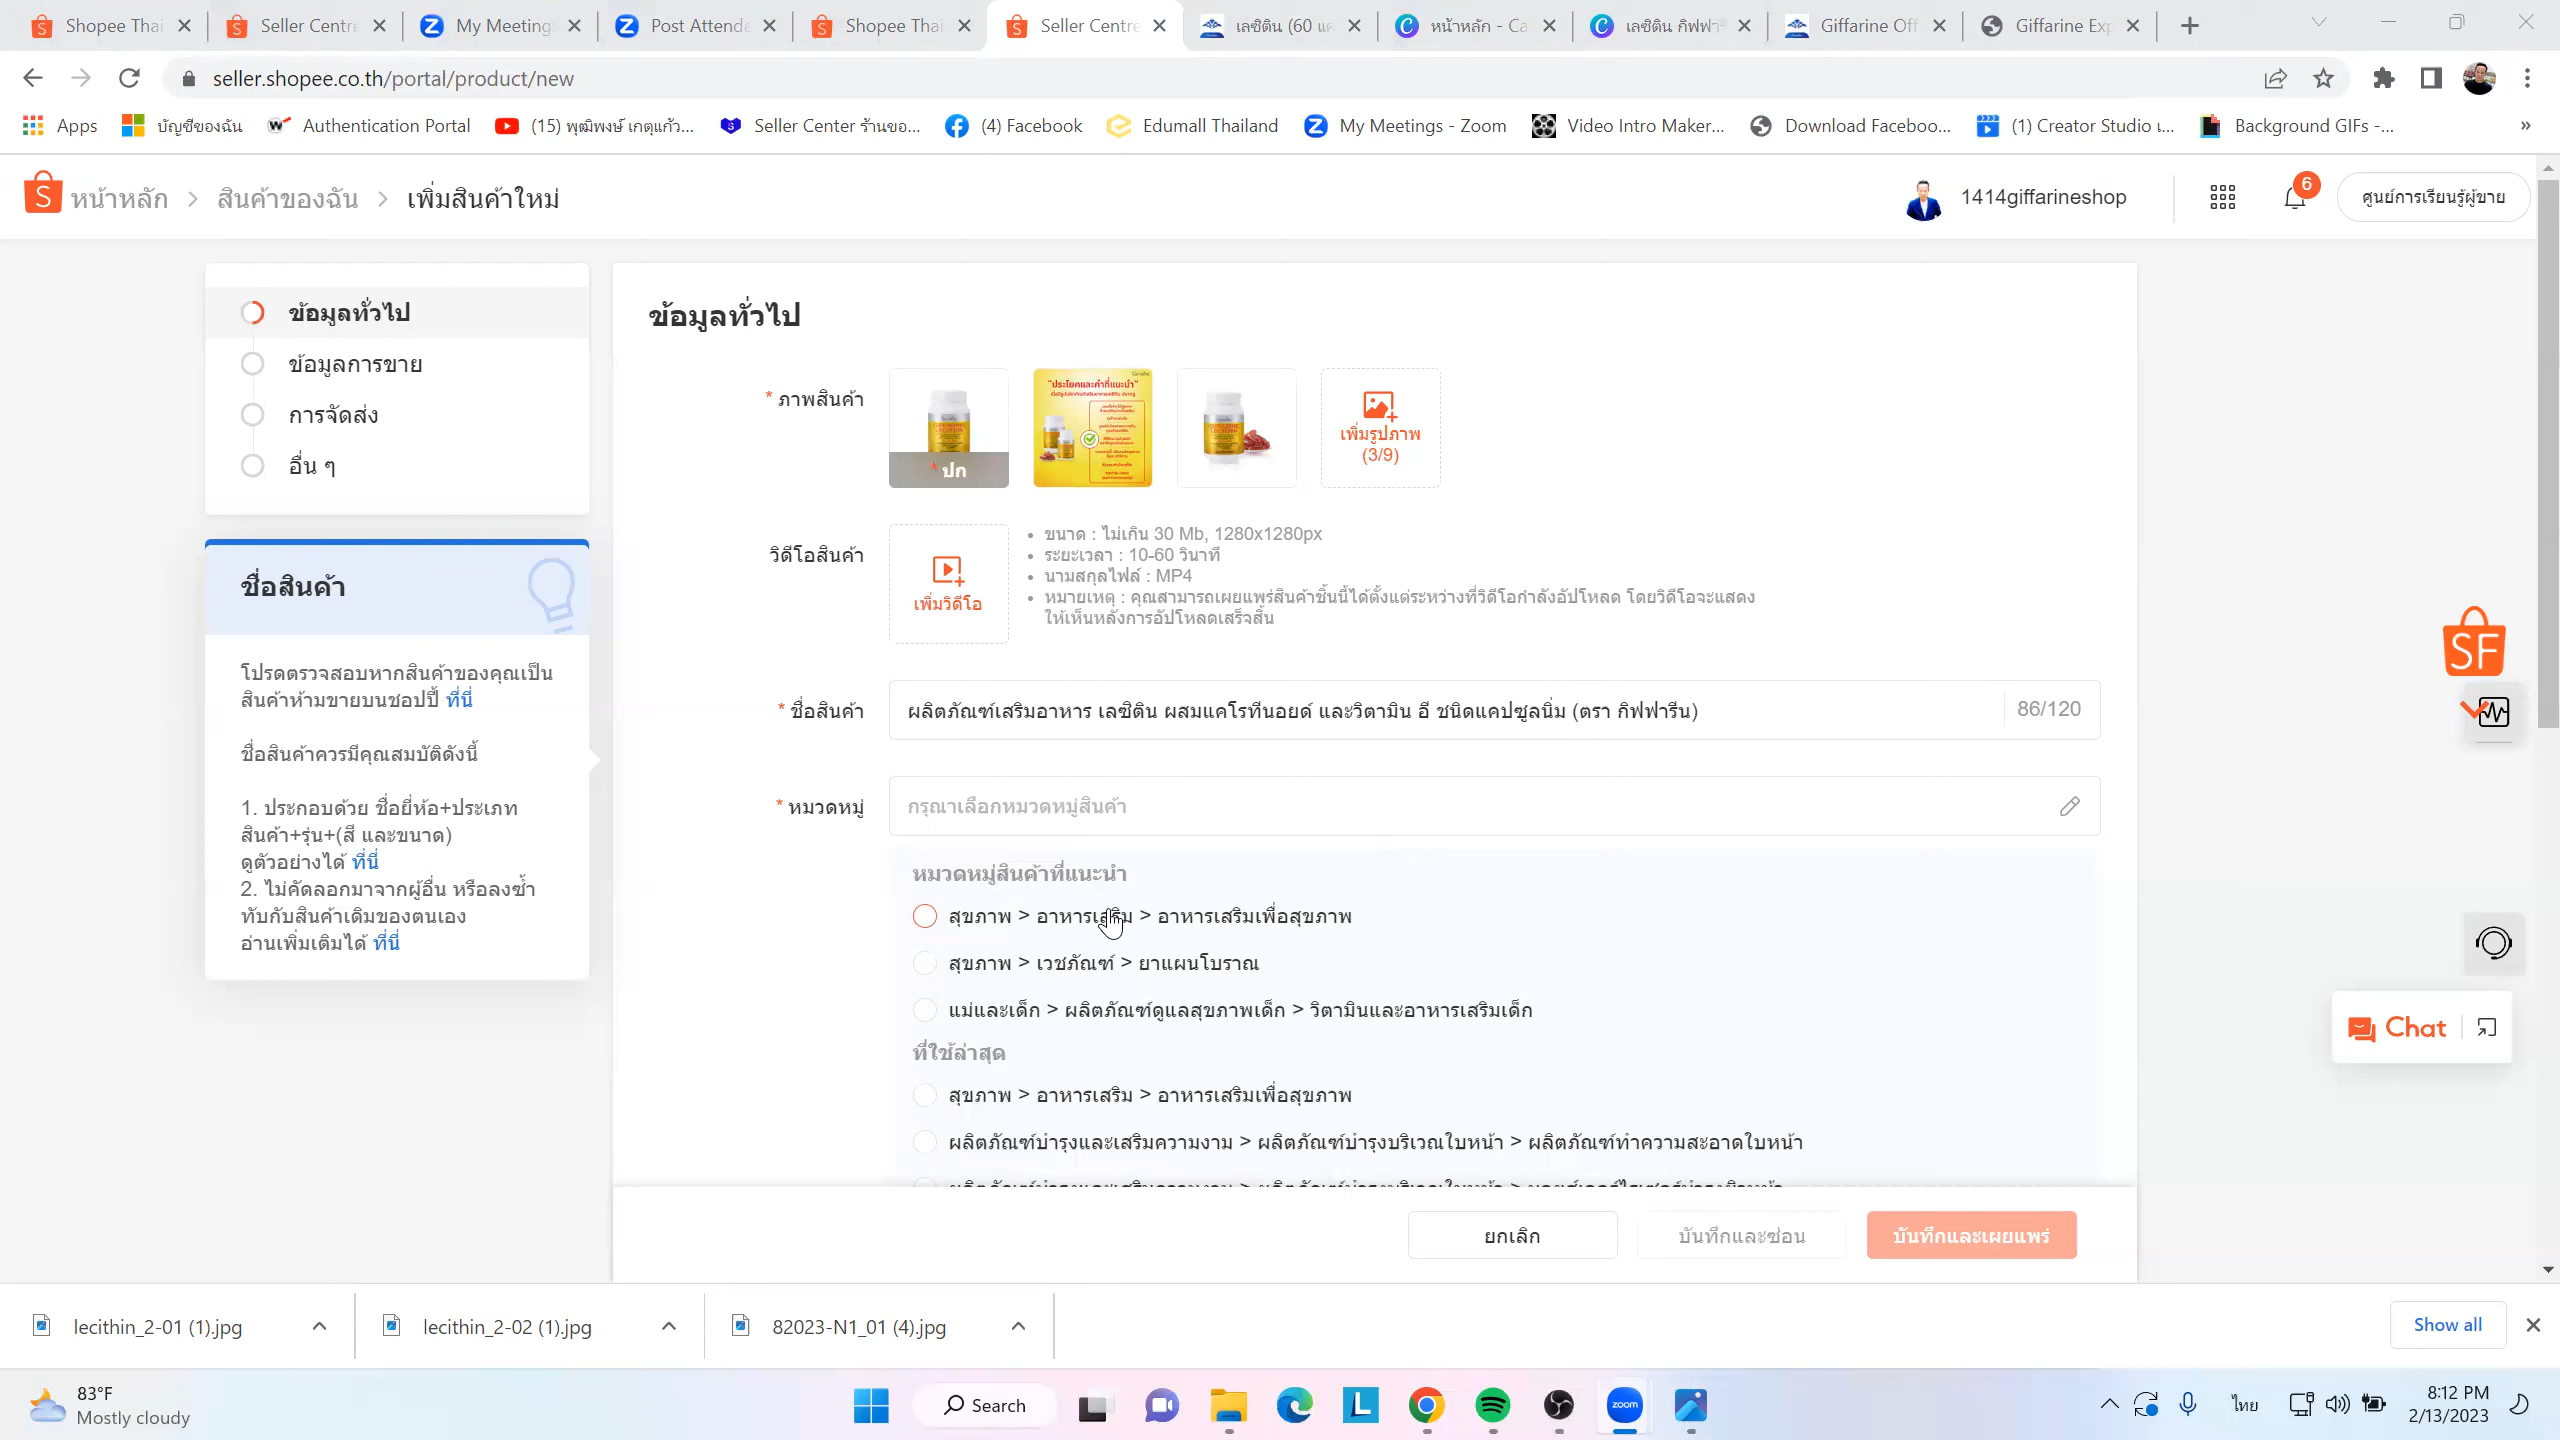 Shopee Thai
Seller Centre
My Meeting
Post Attende
Shopee Thai
Seller Centre
เลซิติน (60 แค
หน้าหลัก - Ca
เลซิติน กิฟฟารี
Giffarine Off
Giffarine Exp
seller.shopee.co.th/portal/product/new
Apps
บัญชีของฉัน
Authentication Portal
(15) พุฒิพงษ์ เกตุแก้ว...
Seller Center ร้านขอ...
(4) Facebook
Edumall Thailand
My Meetings - Zoom
Video Intro Maker...
Download Faceboo...
(1) Creator Studio เ...
Background GIFs -...
»
หน้าหลัก > สินค้าของฉัน > เพิ่มสินค้าใหม่
1414giffarineshop
6
ศูนย์การเรียนรู้ผู้ขาย
ข้อมูลทั่วไป
ข้อมูลการขาย
การจัดส่ง
อื่น ๆ
ชื่อสินค้า
โปรดตรวจสอบหากสินค้าของคุณเป็น
สินค้าห้ามขายบนชอปปี้ ที่นี่
ชื่อสินค้าควรมีคุณสมบัติดังนี้
1. ประกอบด้วย ชื่อยี่ห้อ+ประเภท
สินค้า+รุ่น+(สี และขนาด)
ดูตัวอย่างได้ ที่นี่
2. ไม่คัดลอกมาจากผู้อื่น หรือลงซ้ำ
ทับกับสินค้าเดิมของตนเอง
อ่านเพิ่มเติมได้ ที่นี่
ข้อมูลทั่วไป
* ภาพสินค้า
* ปก
"ประโยคและคำที่แนะนำ"
เพิ่มรูปภาพ
(3/9)
วิดีโอสินค้า
เพิ่มวิดีโอ
• ขนาด : ไม่เกิน 30 Mb, 1280x1280px
• ระยะเวลา : 10-60 วินาที
• นามสกุลไฟล์ : MP4
• หมายเหตุ : คุณสามารถเผยแพร่สินค้าชิ้นนี้ได้ตั้งแต่ระหว่างที่วิดีโอกำลังอัปโหลด โดยวิดีโอจะแสดง
ให้เห็นหลังการอัปโหลดเสร็จสิ้น
* ชื่อสินค้า
ผลิตภัณฑ์เสริมอาหาร เลซิติน ผสมแคโรทีนอยด์ และวิตามิน อี ชนิดแคปซูลนิ่ม (ตรา กิฟฟารีน)
86/120
* หมวดหมู่
กรุณาเลือกหมวดหมู่สินค้า
หมวดหมู่สินค้าที่แนะนำ
สุขภาพ > อาหารเสริม > อาหารเสริมเพื่อสุขภาพ
สุขภาพ > เวชภัณฑ์ > ยาแผนโบราณ
แม่และเด็ก > ผลิตภัณฑ์ดูแลสุขภาพเด็ก > วิตามินและอาหารเสริมเด็ก
ที่ใช้ล่าสุด
สุขภาพ > อาหารเสริม > อาหารเสริมเพื่อสุขภาพ
ผลิตภัณฑ์บำรุงและเสริมความงาม > ผลิตภัณฑ์บำรุงบริเวณใบหน้า > ผลิตภัณฑ์ทำความสะอาดใบหน้า
ยกเลิก
บันทึกและซ่อน
บันทึกและเผยแพร่
SF
Chat
lecithin_2-01 (1).jpg
lecithin_2-02 (1).jpg
82023-N1_01 (4).jpg
Show all
83°F
Mostly cloudy
Search
L
zoom
ไทย
8:12 PM
2/13/2023